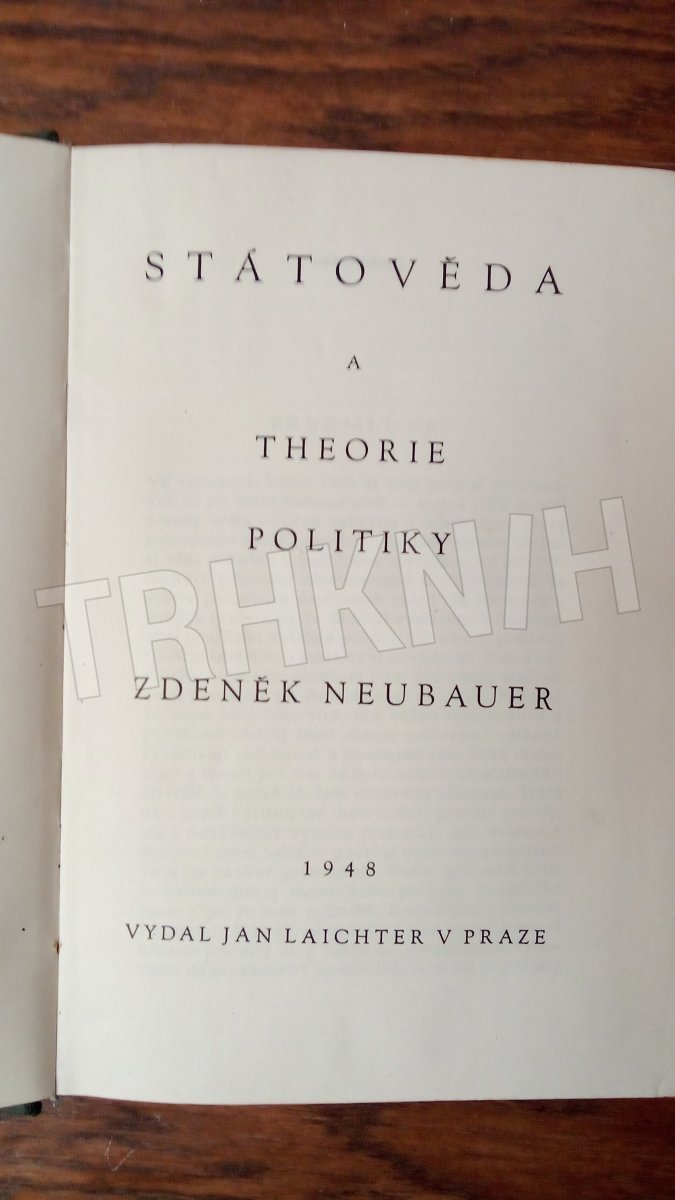 STÁTOVĚDA
A
THEORIE
POLITIKY
TRHKNIH
ZDENĚK NEUBAUER
1948
VYDAL JAN LAICHTER V PRAZE